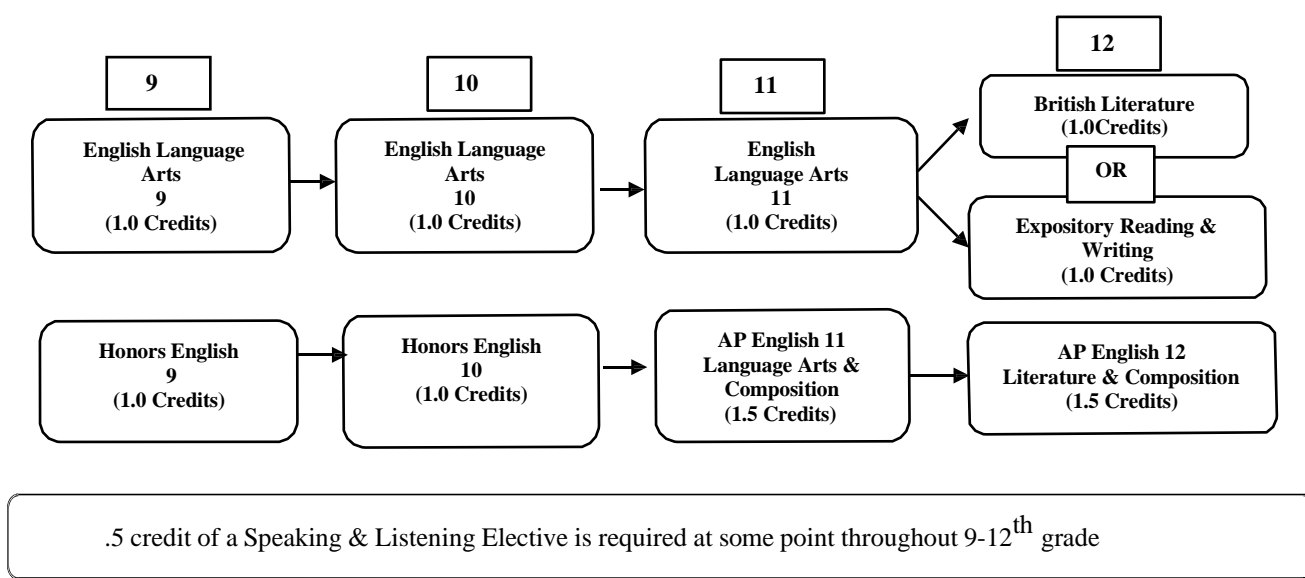 9
10
11
12
English Language
Arts
9
(1.0 Credits)
English Language
Arts
10
(1.0 Credits)
English
Language Arts
11
(1.0 Credits)
British Literature
(1.0Credits)
OR
Expository Reading &
Writing
(1.0 Credits)
Honors English
9
(1.0 Credits)
Honors English
10
(1.0 Credits)
AP English 11
Language Arts &
Composition
(1.5 Credits)
AP English 12
Literature & Composition
(1.5 Credits)
.5 credit of a Speaking & Listening Elective is required at some point throughout 9-12th grade